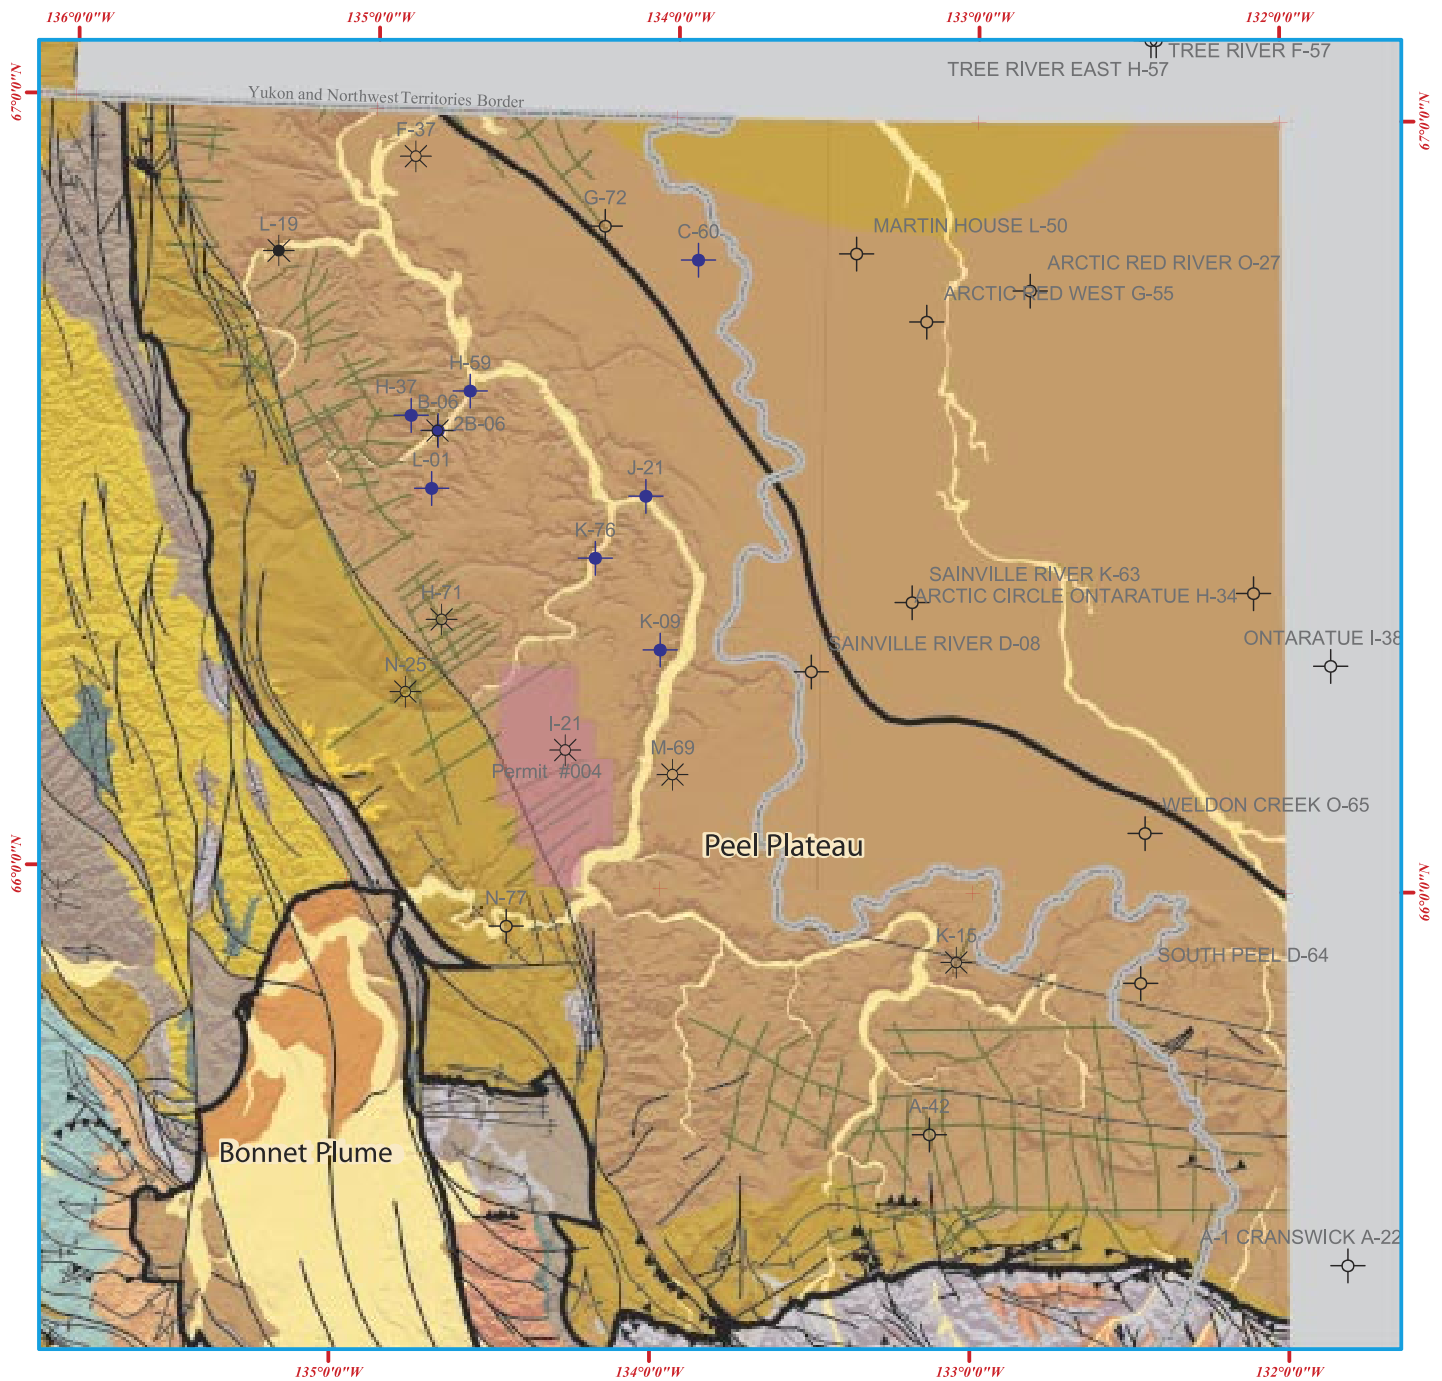 136°0'0"W
135°0'0"W
134°0'0"W
133°0'0"W
132°0'0"W
TREE RIVER F-57
TREE RIVER EAST H-57
67°0'0"N
Yukon and Northwest Territories Border
67°0'0"N
F-37
G-72
L-19
C-60
MARTIN HOUSE L-50
ARCTIC RED RIVER O-27
ARCTIC RED WEST G-55
H-59
H-37
B-06
2B-06
L-01
J-21
K-76
SAINVILLE RIVER K-63
H-71
ARCTIC CIRCLE ONTARATUE H-34
K-09
ONTARATUE I-38
SAINVILLE RIVER D-08
N-25
I-21
M-69
Permit #004
WELDON CREEK O-65
Peel Plateau
66°0'0"N
66°0'0"N
N-77
K-15
SOUTH PEEL D-64
A-42
Bonnet Plume
A-1 CRANSWICK A-22
135°0'0"W
134°0'0"W
133°0'0"W
132°0'0"W